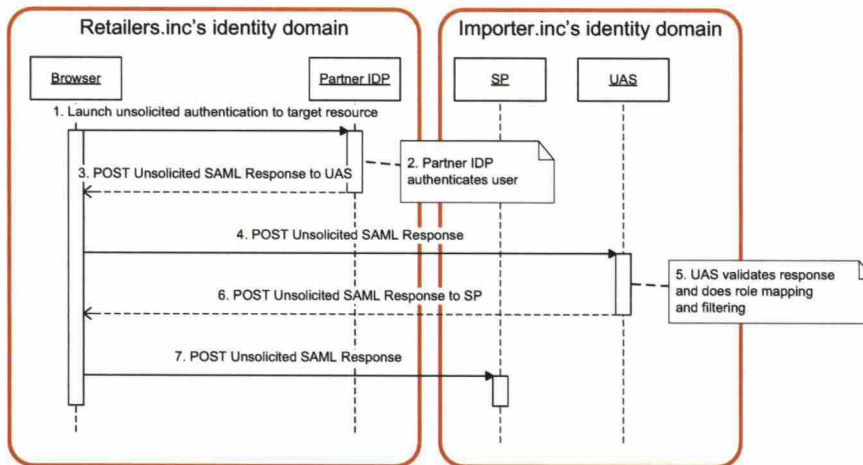 Retailers.inc's identity domain
Importer.inc's identity domain
Browser
Partner IDP
SP
UAS
1. Launch unsolicited authentication to target resource
2. Partner IDP
authenticates user
3. POST Unsolicited SAML Response to UAS
4. POST Unsolicited SAML Response
5. UAS validates response
and does role mapping
and filtering
6. POST Unsolicited SAML Response to SP
7. POST Unsolicited SAML Response